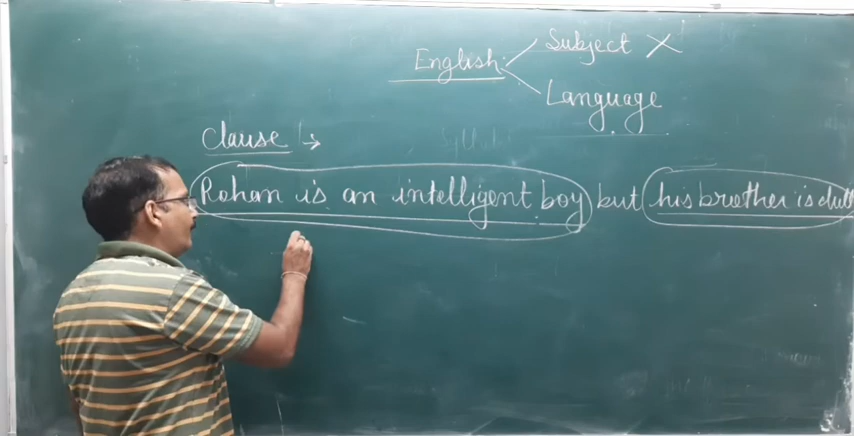 Subject X
English:
Language
Clause :→
Rohan is an intelligent boy but his brother is dull